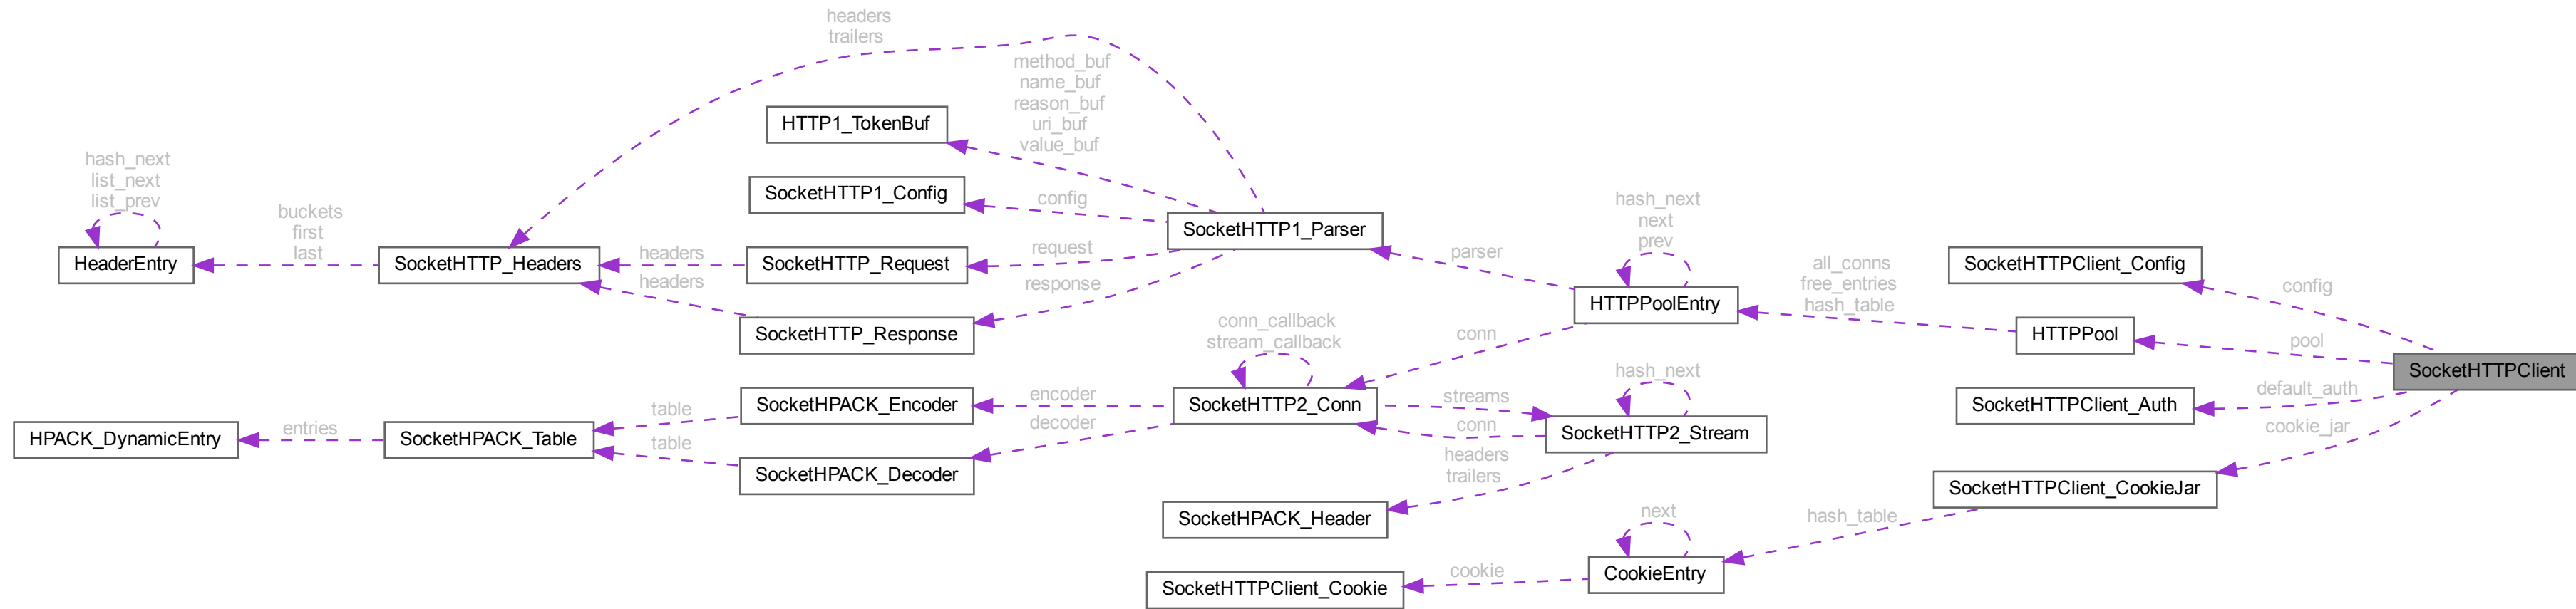 headers
trailers
method_buf
name_buf
reason_buf
uri_buf
value_buf
HTTP1_TokenBuf
hash_next
list_next
list_prev
SocketHTTP1_Config
config
buckets
first
last
HeaderEntry
SocketHTTP_Headers
headers
headers
SocketHTTP_Request
request
SocketHTTP1_Parser
response
SocketHTTP_Response
parser
hash_next
next
prev
HTTPPoolEntry
conn
all_conns
free_entries
hash_table
SocketHTTPClient_Config
config
HTTPPool
pool
SocketHTTPClient
conn_callback
stream_callback
SocketHTTP2_Conn
streams
conn
hash_next
SocketHTTP2_Stream
SocketHTTPClient_Auth
default_auth
cookie_jar
HPACK_DynamicEntry
entries
SocketHPACK_Table
table
table
SocketHPACK_Encoder
encoder
decoder
SocketHPACK_Decoder
headers
trailers
SocketHPACK_Header
SocketHTTPClient_CookieJar
hash_table
next
CookieEntry
cookie
SocketHTTPClient_Cookie